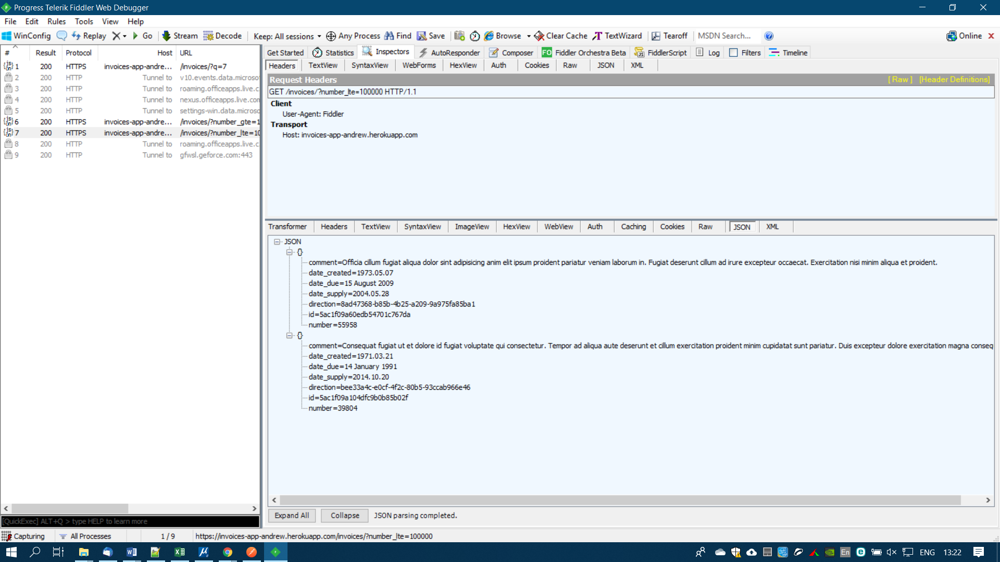 Progress Telerik Fiddler Web Debugger
File Edit Rules Tools View Help
WinConfig Replay Go Stream Decode Keep: All sessions Any Process Find Save Browse Clear Cache TextWizard Tearoff MSDN Search... Online
# Result Protocol Host URL
1 200 HTTPS invoices-app-andre... /invoices/?q=7
2 200 HTTP Tunnel to v10.events.data.microsof
3 200 HTTP Tunnel to roaming.officeapps.live.c
4 200 HTTP Tunnel to nexus.officeapps.live.com
5 200 HTTP Tunnel to settings-win.data.microso
6 200 HTTPS invoices-app-andre... /invoices/?number_gte=1
7 200 HTTPS invoices-app-andre... /invoices/?number_lte=10
8 200 HTTP Tunnel to roaming.officeapps.live.c
9 200 HTTP Tunnel to gfwsl.geforce.com:443
[QuickExec] ALT+Q > type HELP to learn more
Get Started Statistics Inspectors AutoResponder Composer FO Fiddler Orchestra Beta FiddlerScript Log Filters Timeline
Headers TextView SyntaxView WebForms HexView Auth Cookies Raw JSON XML
Request Headers [ Raw ] [Header Definitions]
GET /invoices/?number_lte=100000 HTTP/1.1
Client
User-Agent: Fiddler
Transport
Host: invoices-app-andrew.herokuapp.com
Transformer Headers TextView SyntaxView ImageView HexView WebView Auth Caching Cookies Raw JSON XML
JSON
{}
comment=Officia cillum fugiat aliqua dolor sint adipisicing anim elit ipsum proident pariatur veniam laborum in. Fugiat deserunt cillum ad irure excepteur occaecat. Exercitation nisi minim aliqua et proident.
date_created=1973.05.07
date_due=15 August 2009
date_supply=2004.05.28
direction=8ad47368-b85b-4b25-a209-9a975fa85ba1
id=5ac1f09a60edb54701c767da
number=55958
{}
comment=Consequat fugiat ut et dolore id fugiat voluptate qui consectetur. Tempor ad aliqua aute deserunt et cillum exercitation proident minim cupidatat sunt pariatur. Duis excepteur dolore exercitation magna conseq
date_created=1971.03.21
date_due=14 January 1991
date_supply=2014.10.20
direction=bee33a4c-e0cf-4f2c-80b5-93ccab966e46
id=5ac1f09a104dfc9b0b85b02f
number=39804
Expand All Collapse JSON parsing completed.
Capturing All Processes 1 / 9 https://invoices-app-andrew.herokuapp.com/invoices/?number_lte=100000
En ENG 13:22